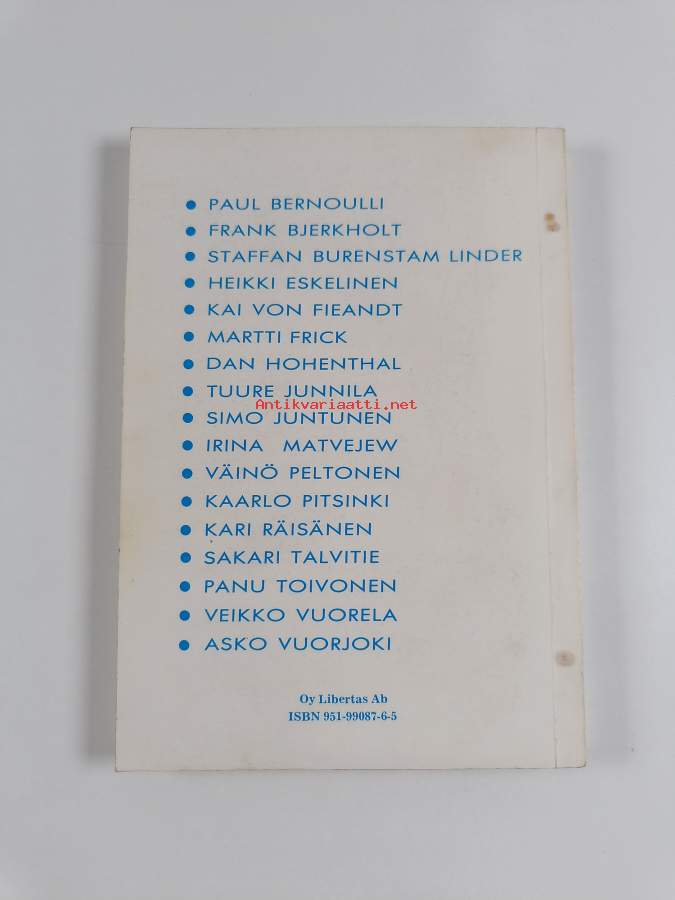 • PAUL BERNOULLI
• FRANK BJERKHOLT
• STAFFAN BURENSTAM LINDER
• HEIKKI ESKELINEN
• KAI VON FIEANDT
• MARTTI FRICK
• DAN HOHENTHAL
• TUURE JUNNILA
Antikvariaatti.net
• SIMO JUNTUNEN
• IRINA MATVEJEW
• VÄINÖ PELTONEN
• KAARLO PITSINKI
• KARI RÄISÄNEN
• SAKARI TALVITIE
• PANU TOIVONEN
• VEIKKO VUORELA
• ASKO VUORJOKI
Oy Libertas Ab
ISBN 951-99087-6-5